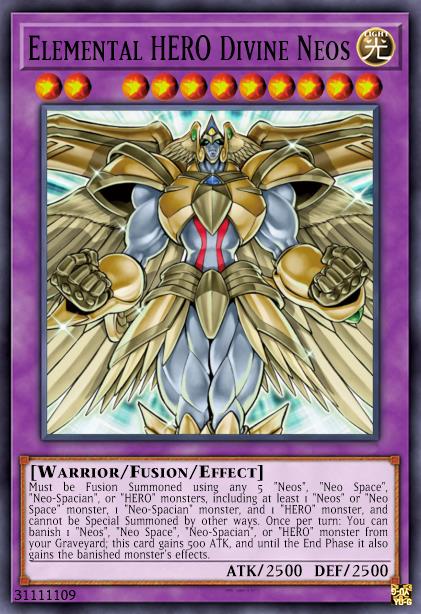 Elemental HERO Divine Neos
LIGHT
光
[Warrior/Fusion/Effect]
Must be Fusion Summoned using any 5 "Neos", "Neo Space",
"Neo-Spacian", or "HERO" monsters, including at least 1 "Neos" or "Neo
Space" monster, 1 "Neo-Spacian" monster, and 1 "HERO" monster, and
cannot be Special Summoned by other ways. Once per turn: You can
banish 1 "Neos", "Neo Space", "Neo-Spacian", or "HERO" monster from
your Graveyard; this card gains 500 ATK, and until the End Phase it also
gains the banished monster's effects.
ATK/2500 DEF/2500
31111109